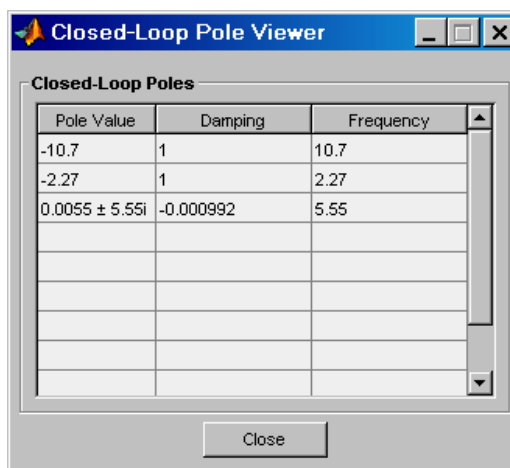 Closed-Loop Pole Viewer
Closed-Loop Poles
Pole Value Damping Frequency
-10.7 1 10.7
-2.27 1 2.27
0.0055 ± 5.55i -0.000992 5.55
Close